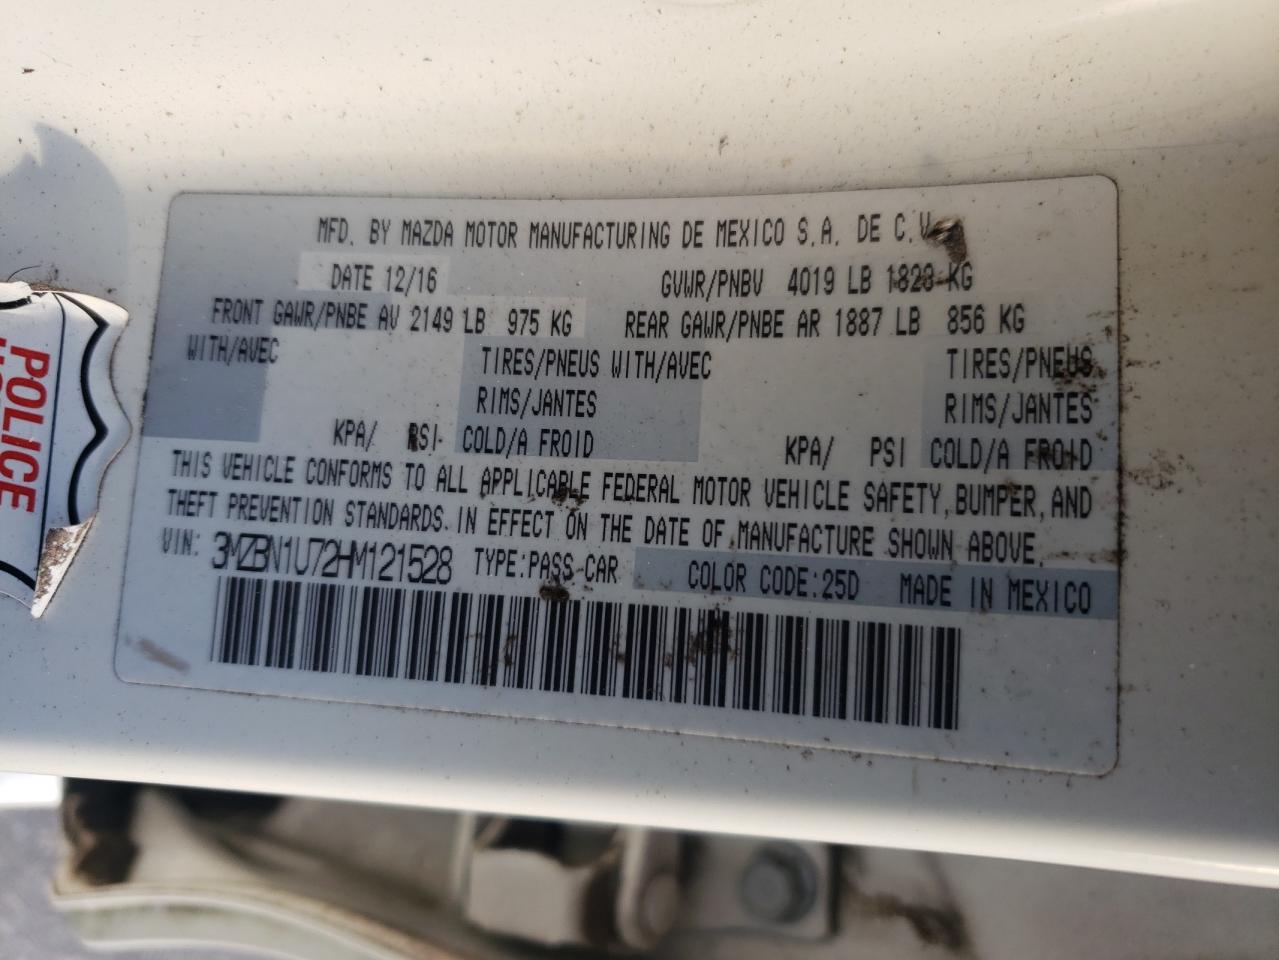 MFD. BY MAZDA MOTOR MANUFACTURING DE MEXICO S.A. DE C.V.
DATE 12/16 GVWR/PNBV 4019 LB 1823 KG
FRONT GAWR/PNBE AV 2149 LB 975 KG REAR GAWR/PNBE AR 1887 LB 856 KG
WITH/AVEC TIRES/PNEUS WITH/AVEC TIRES/PNEUS
RIMS/JANTES RIMS/JANTES
KPA/ PSI COLD/A FROID KPA/ PSI COLD/A FROID
THIS VEHICLE CONFORMS TO ALL APPLICABLE FEDERAL MOTOR VEHICLE SAFETY, BUMPER, AND
THEFT PREVENTION STANDARDS IN EFFECT ON THE DATE OF MANUFACTURE SHOWN ABOVE.
VIN: 3MZBN1U72HM121528 TYPE:PASS CAR COLOR CODE:25D MADE IN MEXICO
POLICE